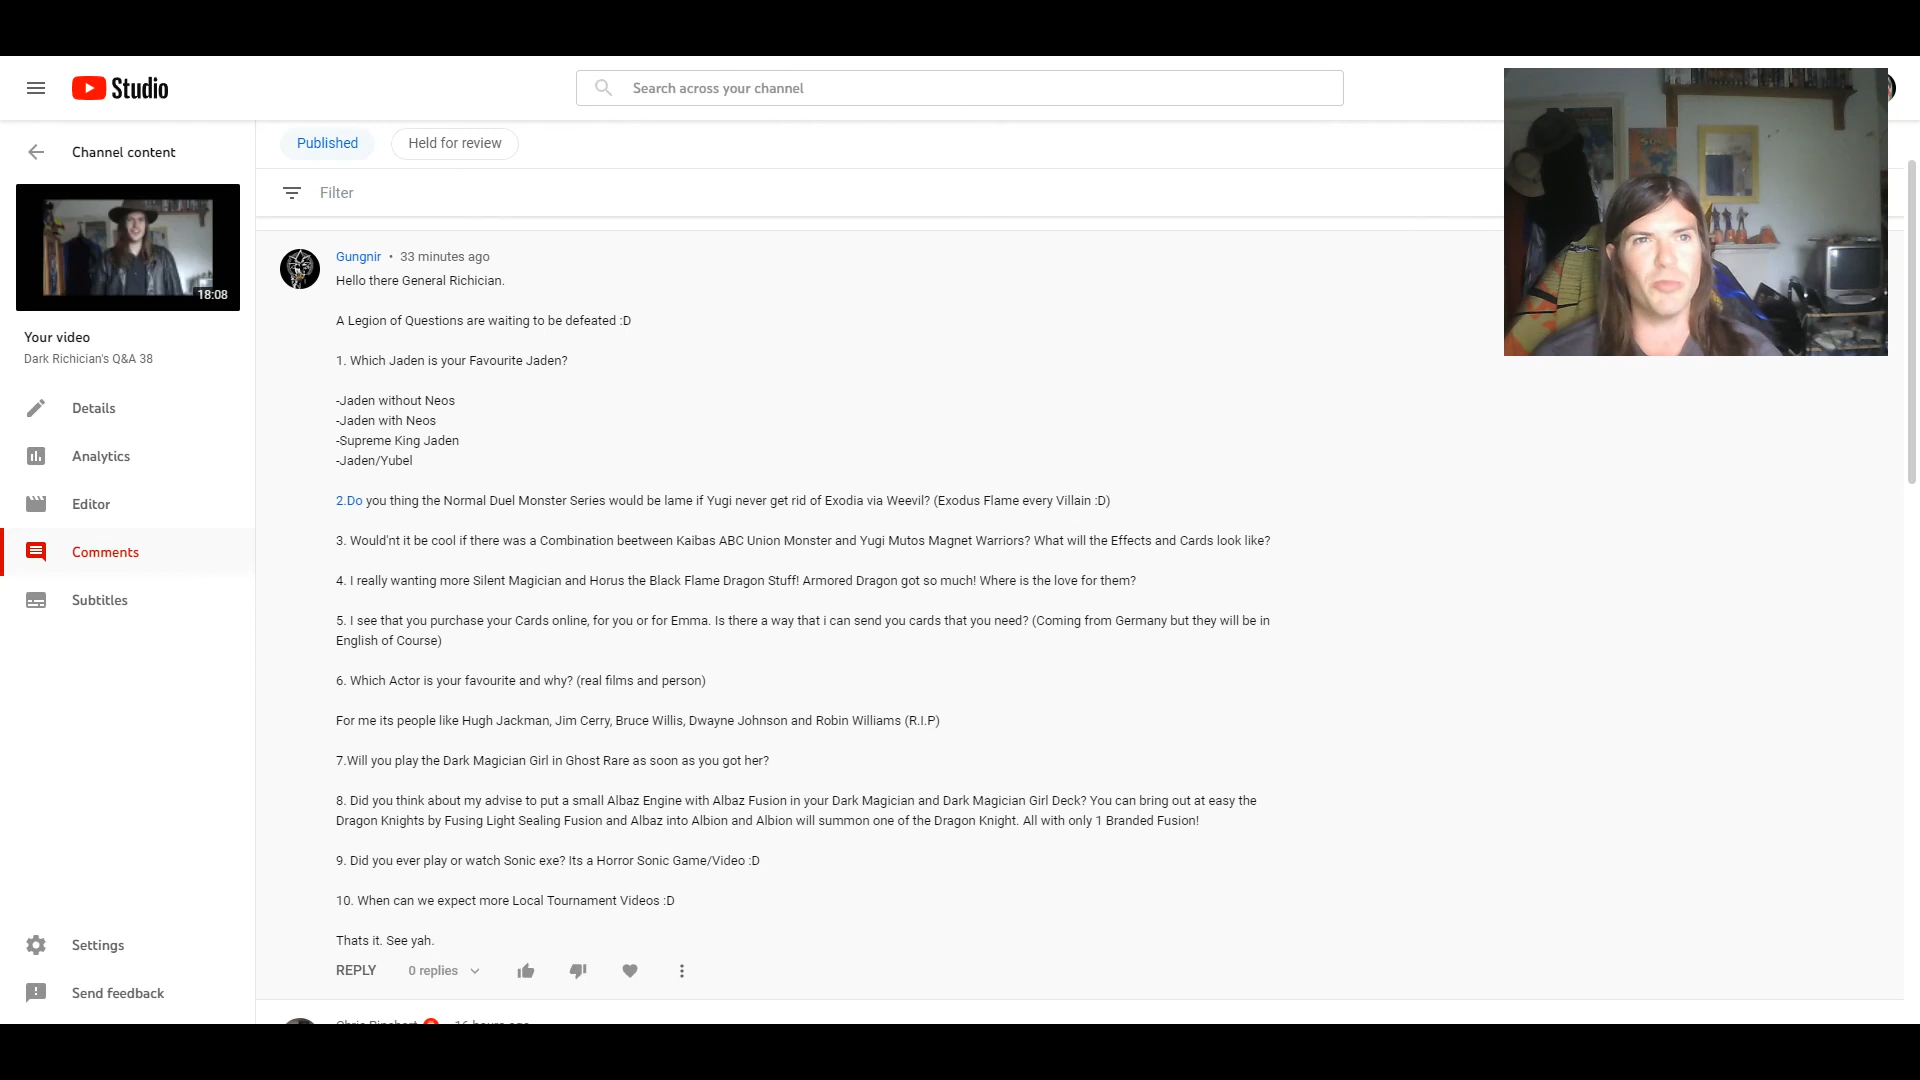 Studio
Search across your channel
Channel content
Published
Held for review
Filter
18:08
Your video
Dark Richician's Q&A 38
Details
Analytics
Editor
Comments
Subtitles
Settings
Send feedback
Gungnir • 33 minutes ago
Hello there General Richician.
A Legion of Questions are waiting to be defeated :D
1. Which Jaden is your Favourite Jaden?
-Jaden without Neos
-Jaden with Neos
-Supreme King Jaden
-Jaden/Yubel
2.Do you thing the Normal Duel Monster Series would be lame if Yugi never get rid of Exodia via Weevil? (Exodus Flame every Villain :D)
3. Would'nt it be cool if there was a Combination beetween Kaibas ABC Union Monster and Yugi Mutos Magnet Warriors? What will the Effects and Cards look like?
4. I really wanting more Silent Magician and Horus the Black Flame Dragon Stuff! Armored Dragon got so much! Where is the love for them?
5. I see that you purchase your Cards online, for you or for Emma. Is there a way that i can send you cards that you need? (Coming from Germany but they will be in
English of Course)
6. Which Actor is your favourite and why? (real films and person)
For me its people like Hugh Jackman, Jim Cerry, Bruce Willis, Dwayne Johnson and Robin Williams (R.I.P)
7.Will you play the Dark Magician Girl in Ghost Rare as soon as you got her?
8. Did you think about my advise to put a small Albaz Engine with Albaz Fusion in your Dark Magician and Dark Magician Girl Deck? You can bring out at easy the
Dragon Knights by Fusing Light Sealing Fusion and Albaz into Albion and Albion will summon one of the Dragon Knight. All with only 1 Branded Fusion!
9. Did you ever play or watch Sonic exe? Its a Horror Sonic Game/Video :D
10. When can we expect more Local Tournament Videos :D
Thats it. See yah.
REPLY
0 replies